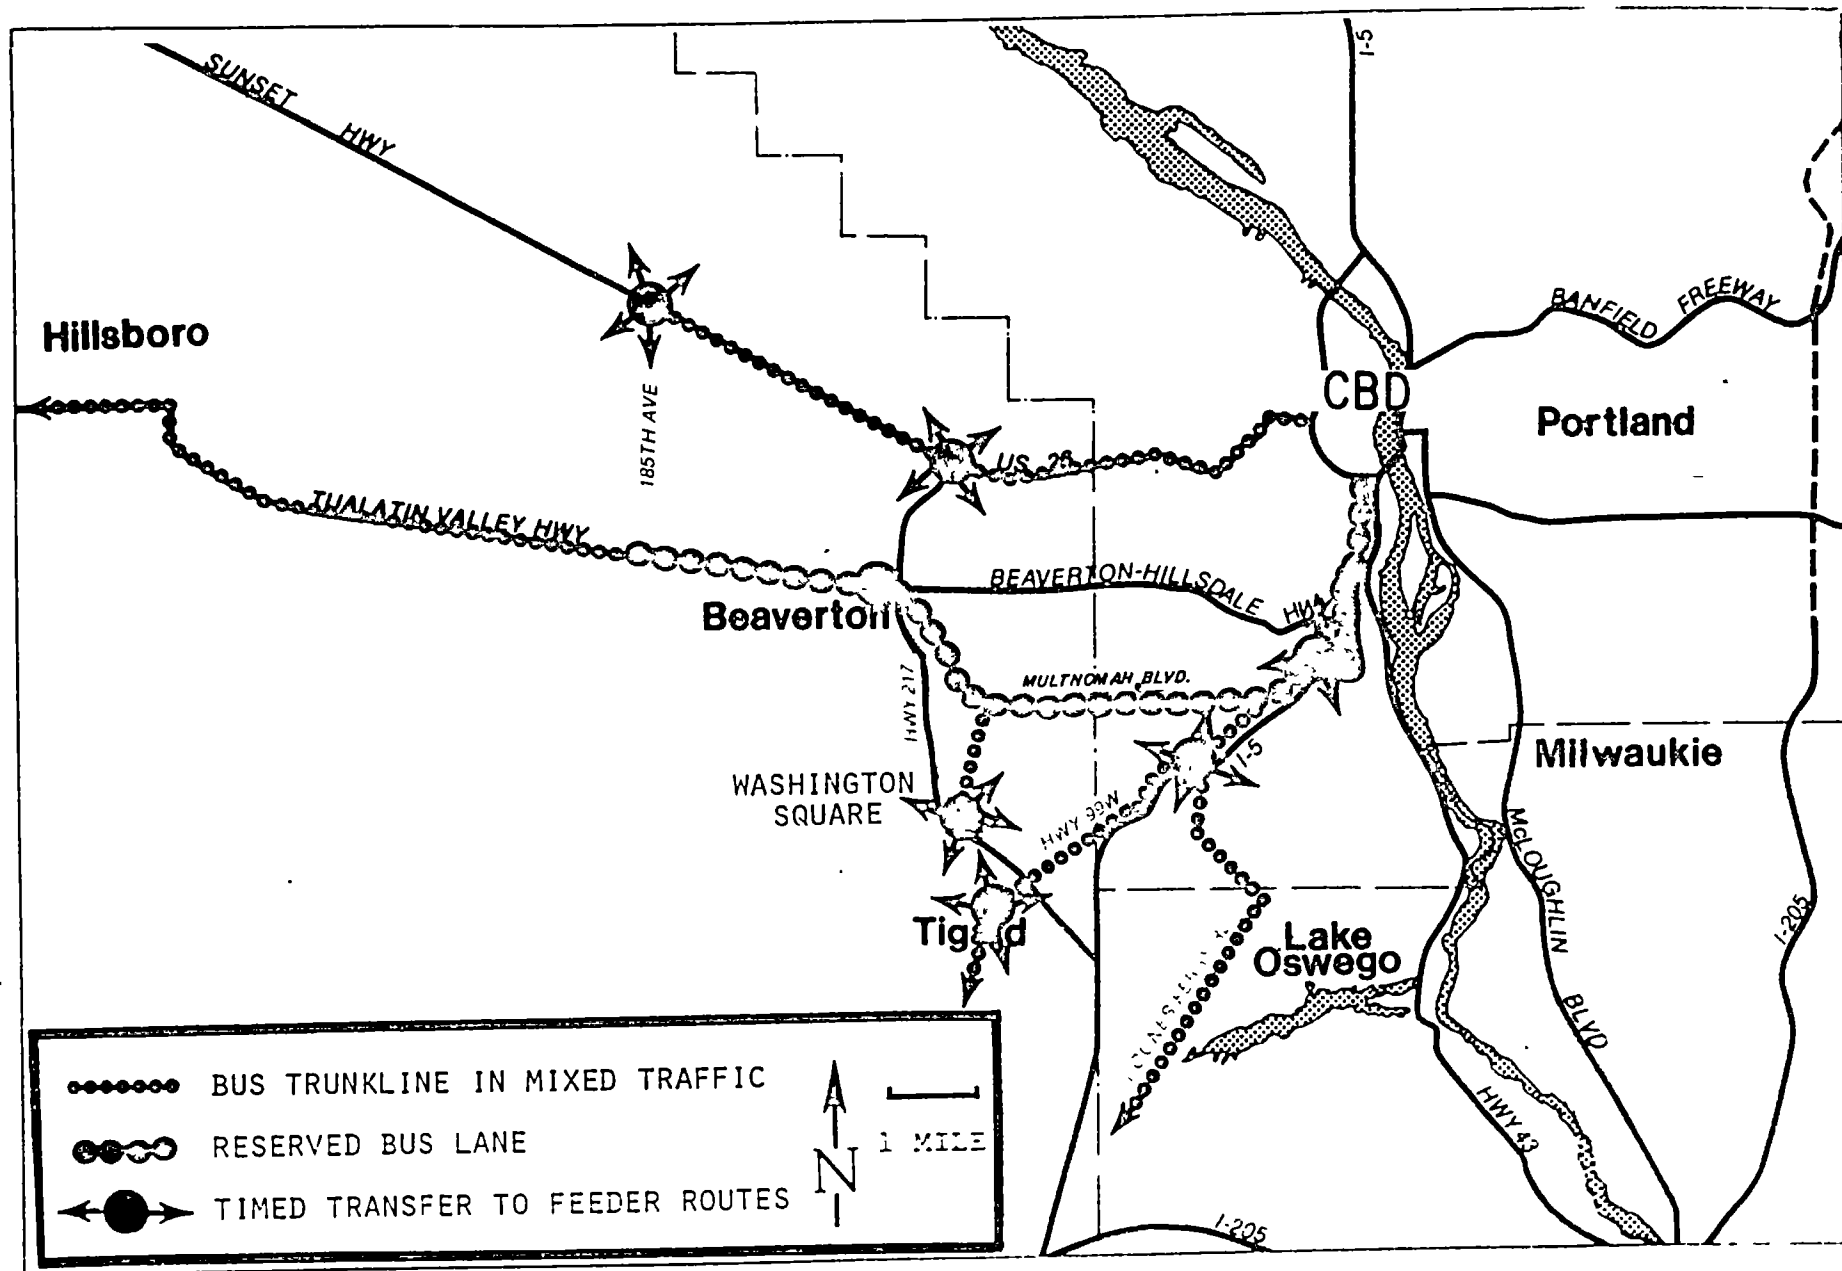 I-5
SUNSET
HWY
BANFIELD
FREEWAY
Hillsboro
CBD
185TH AVE
Portland
US 26
TUALATIN VALLEY HWY
BEAVERTON-HILLSDALE
HWY
Beaverton
HWY 217
MULTNOMAH BLVD.
Milwaukie
WASHINGTON
SQUARE
I-5
HWY 99W
McLOUGHLIN
BLVD
I-205
Lake
Oswego
HWY 43
I-205
BUS TRUNKLINE IN MIXED TRAFFIC
RESERVED BUS LANE
TIMED TRANSFER TO FEEDER ROUTES
N
1 MILE